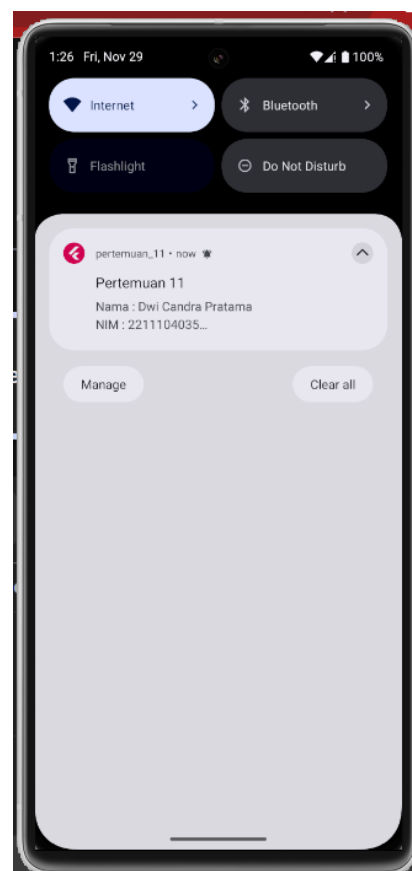 1:26 Fri, Nov 29 100%
Internet Bluetooth
Flashlight Do Not Disturb
pertemuan_11 • now
Pertemuan 11
Nama : Dwi Candra Pratama
NIM : 2211104035...
Manage Clear all